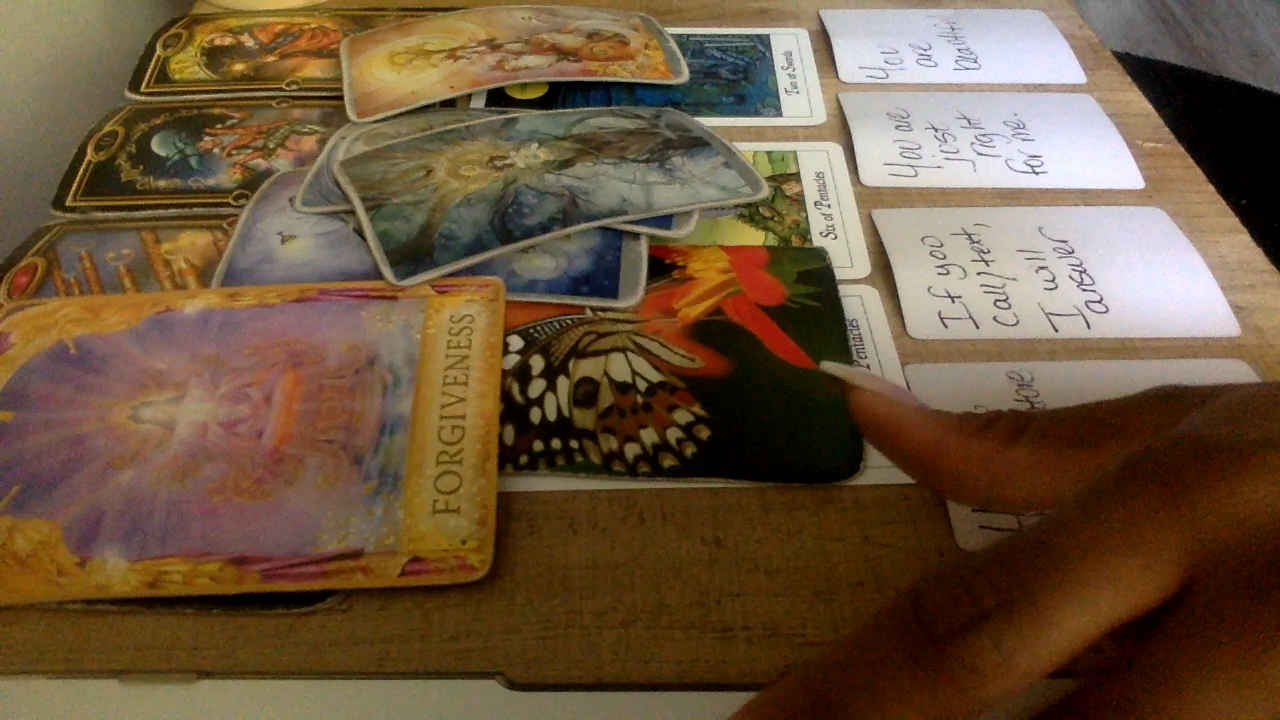 You
are
beautiful
You are
just
right
for me.
If you
call/text,
I will
answer
Two of Swords
Six of Pentacles
Pentacles
FORGIVENESS